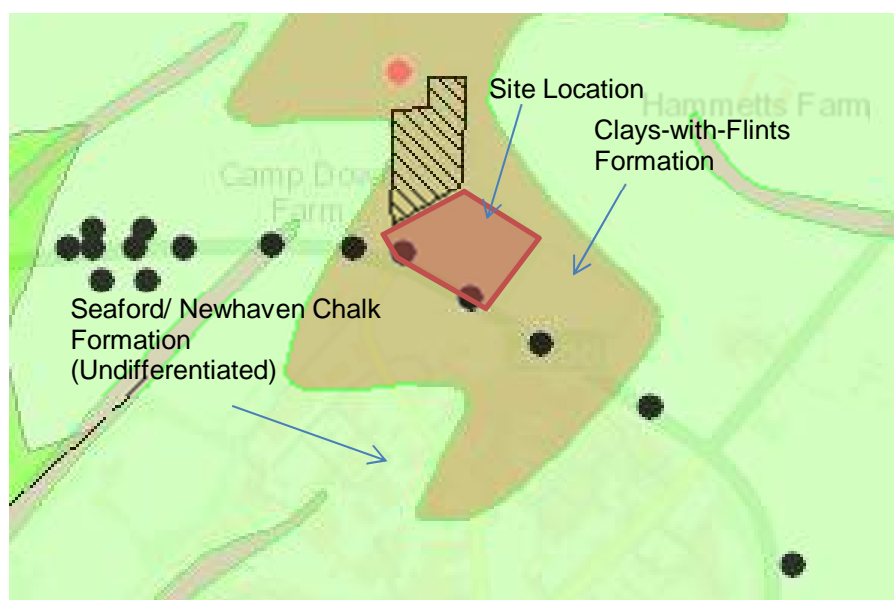 Site Location
Hammetts Farm
Clays-with-Flints
Formation
Camp Down
Farm
Seaford/ Newhaven Chalk
Formation
(Undifferentiated)